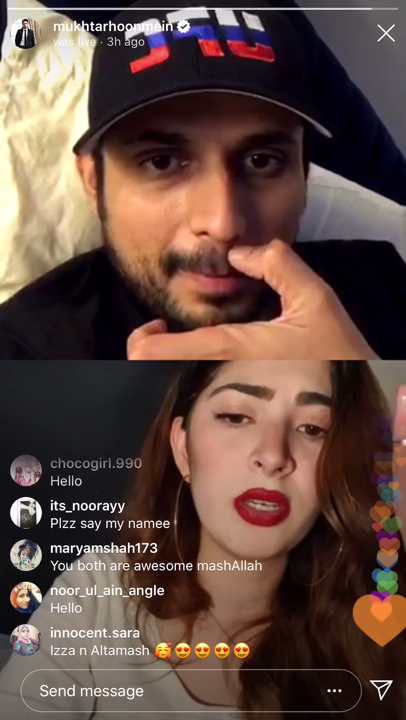 mukhtarhoonmein
was live · 3h ago
chocogirl.990
Hello
its_noorayy
Plzz say my namee
maryamshah173
You both are awesome mashAllah
noor_ul_ain_angle
Hello
innocent.sara
Izza n Altamash 🥰😍😍😍😍
Send message